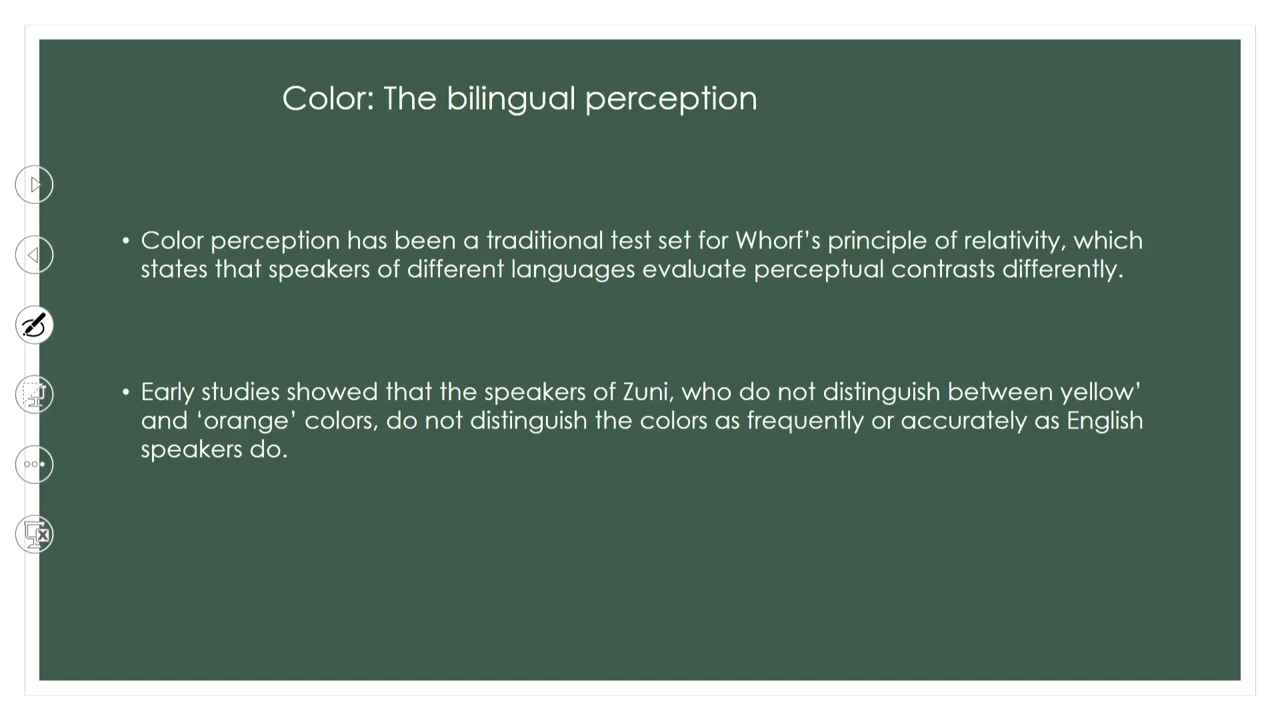 Color: The bilingual perception
• Color perception has been a traditional test set for Whorf’s principle of relativity, which
states that speakers of different languages evaluate perceptual contrasts differently.
• Early studies showed that the speakers of Zuni, who do not distinguish between yellow’
and ‘orange’ colors, do not distinguish the colors as frequently or accurately as English
speakers do.